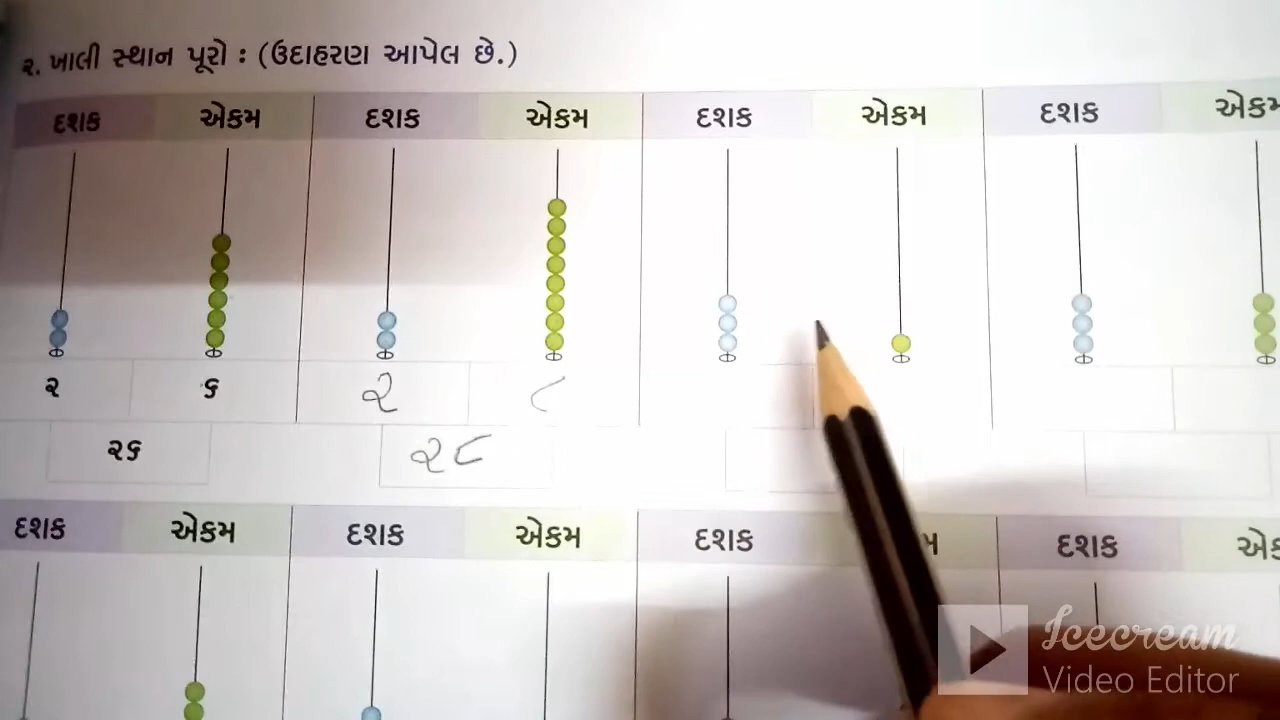 ૨. ખાલી સ્થાન પૂરો : (ઉદાહરણ આપેલ છે.)
દશક એકમ દશક એકમ દશક એકમ દશક એકમ
૨ ૬ ૨ ૮
૨૬ ૨૮
દશક એકમ દશક એકમ દશક દશક
Icecream
Video Editor